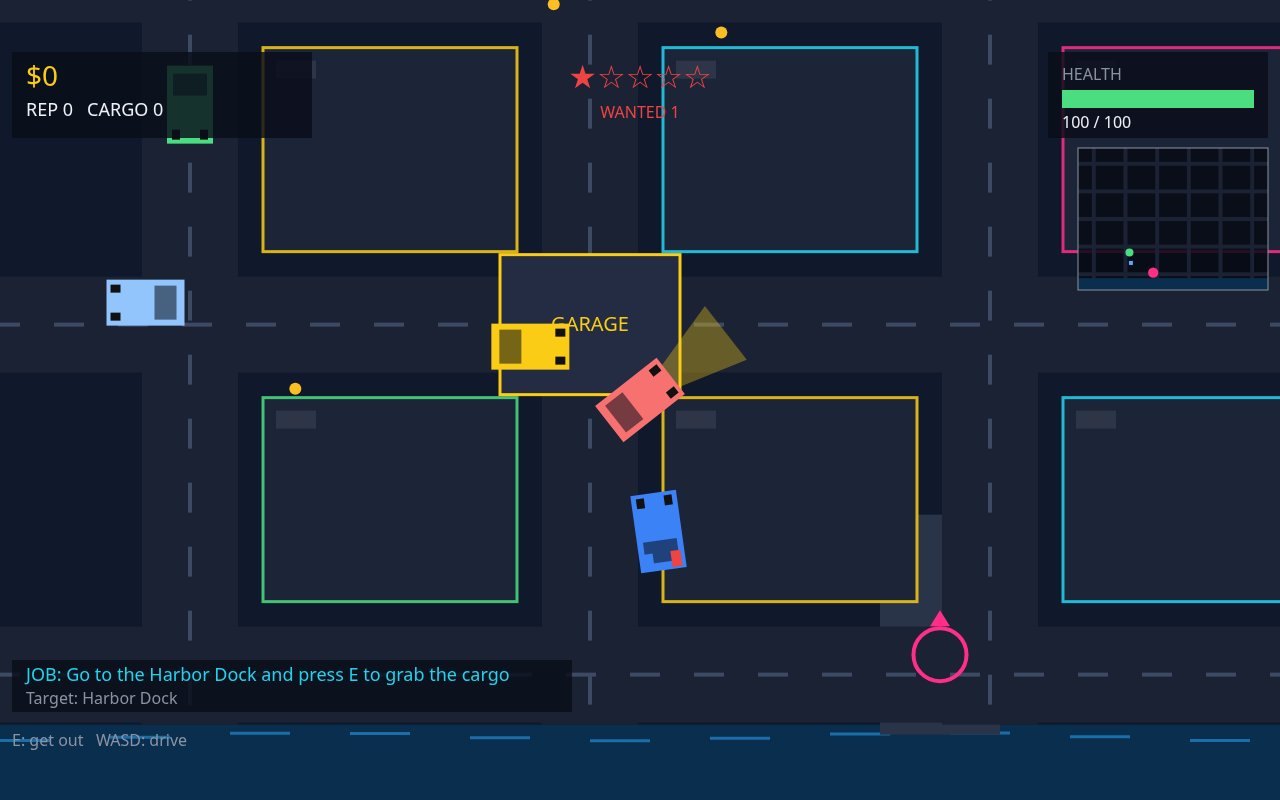 $0
REP 0 CARGO 0
★☆☆☆☆
WANTED 1
HEALTH
100 / 100
GARAGE
JOB: Go to the Harbor Dock and press E to grab the cargo
Target: Harbor Dock
E: get out WASD: drive